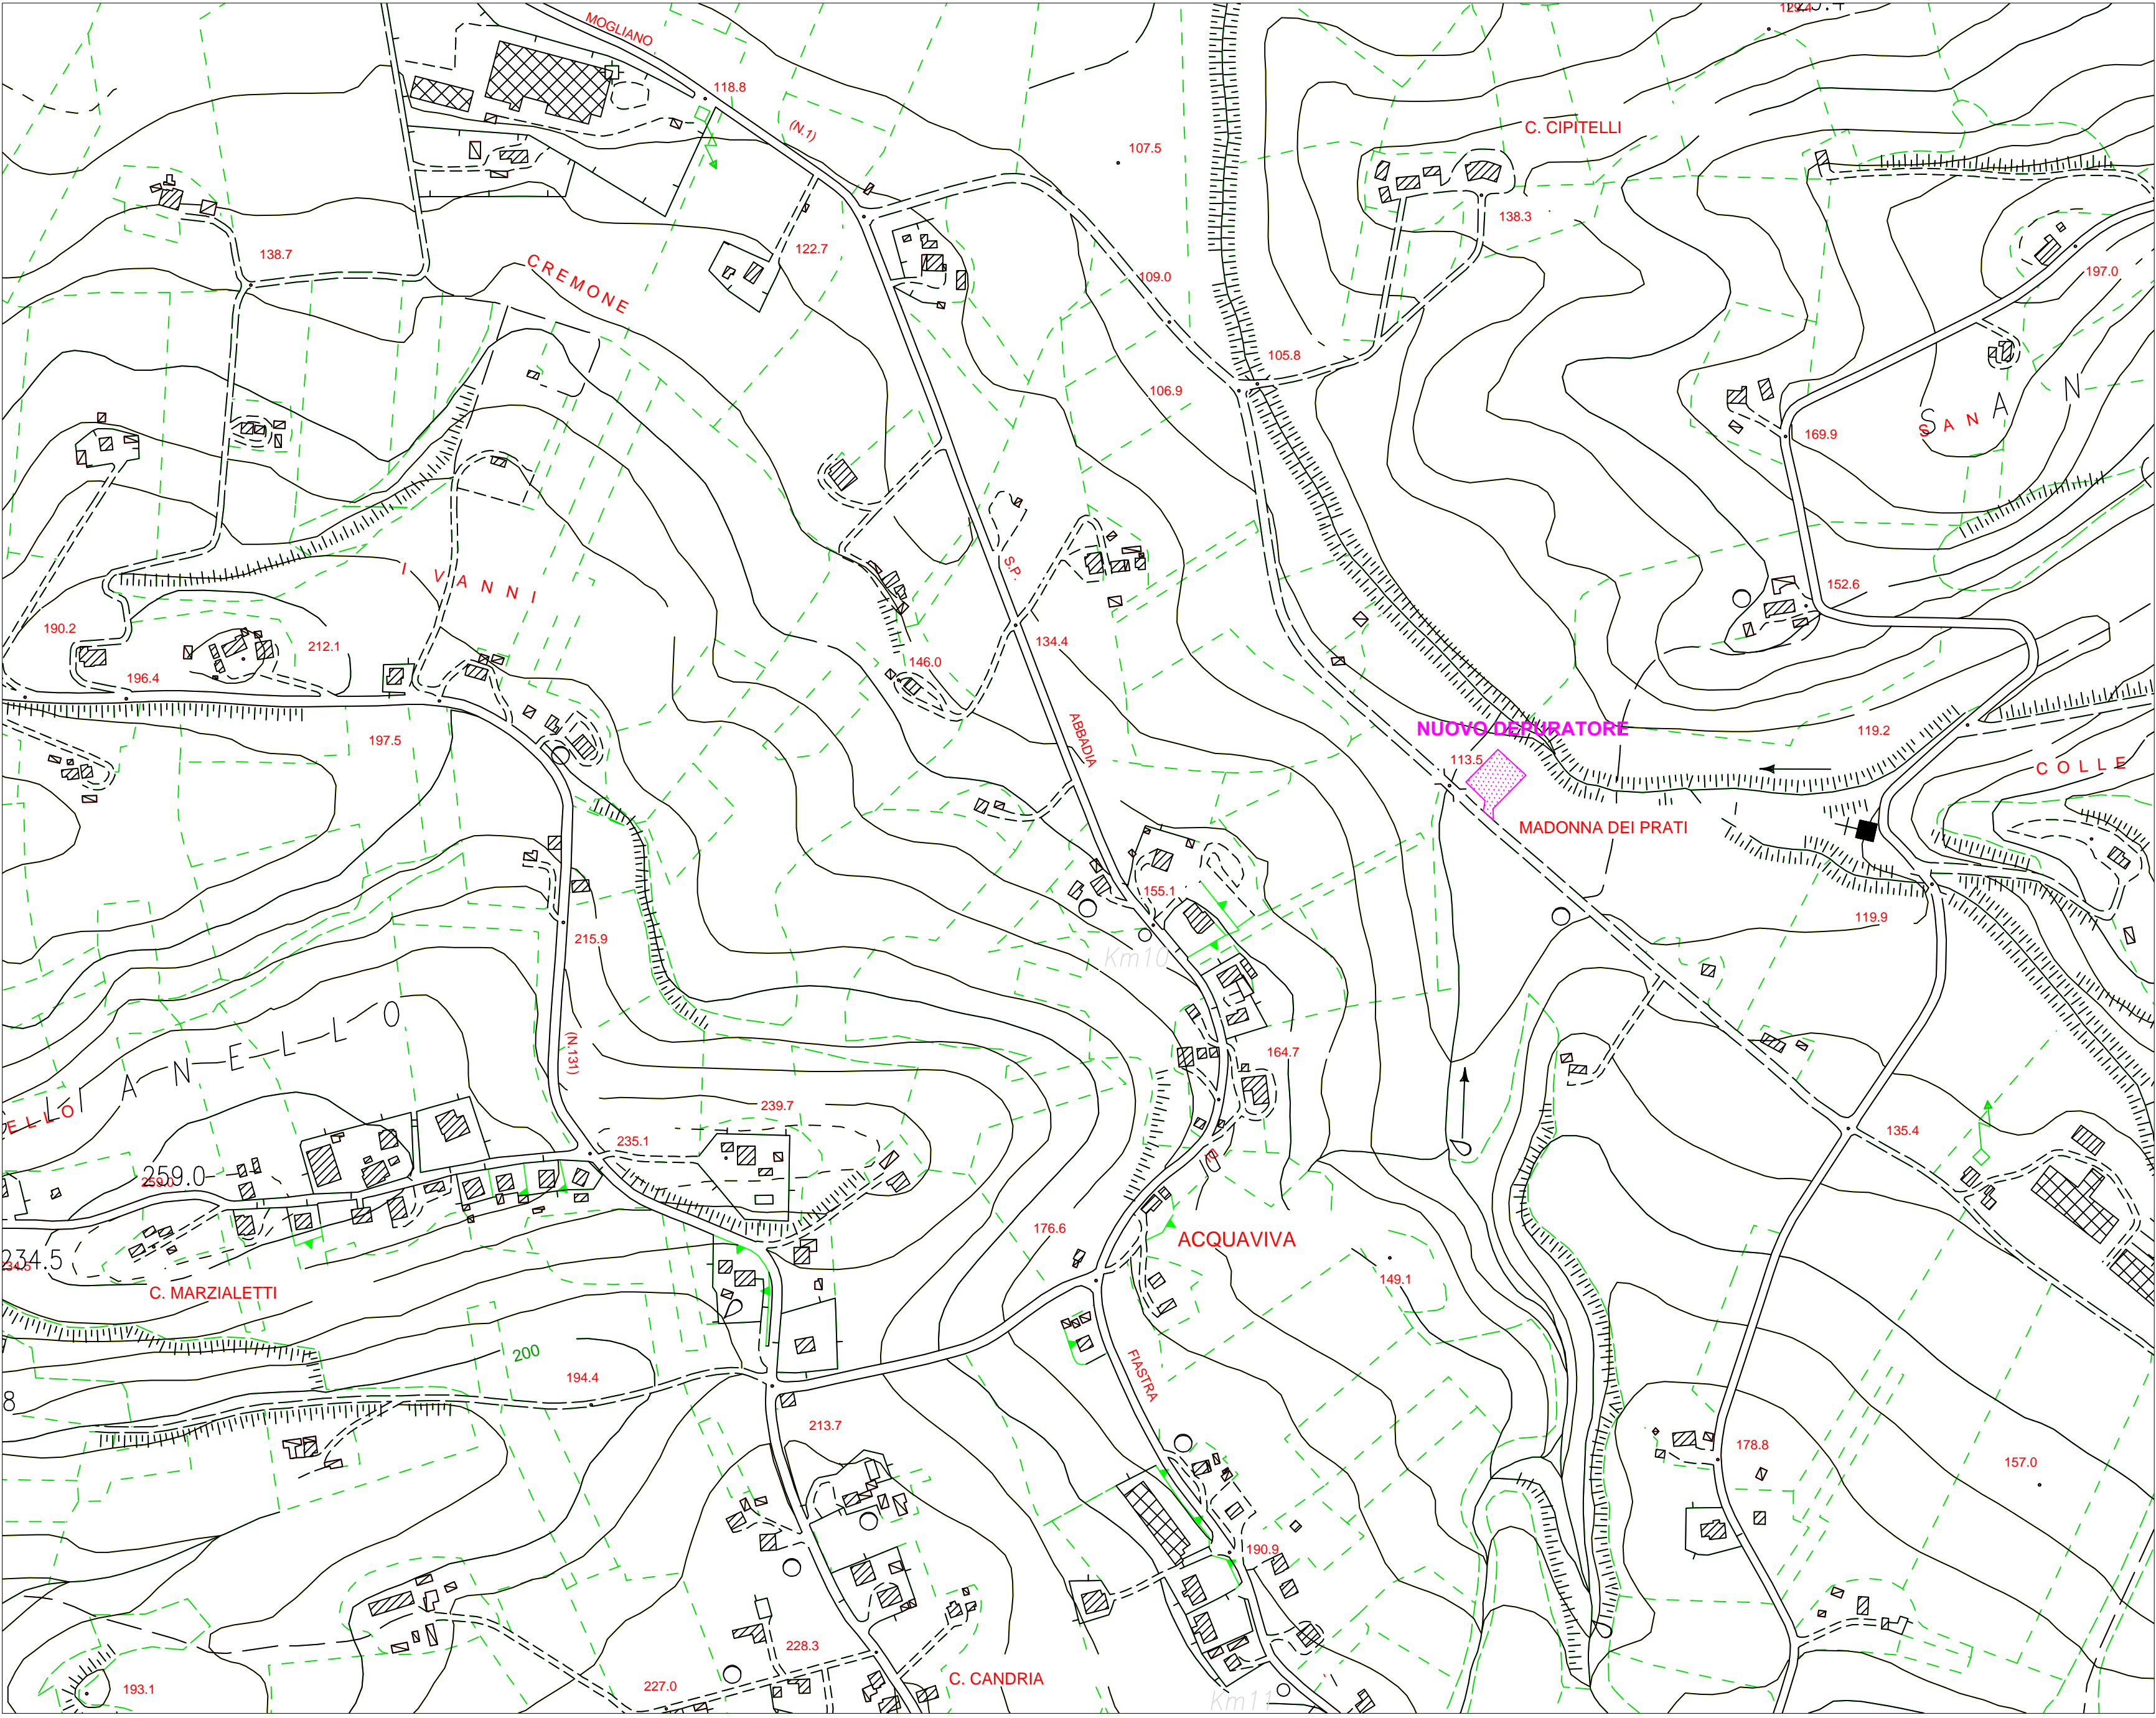 129.4
MOGLIANO
118.8
(N.1)
107.5
C. CIPITELLI
138.3
138.7
122.7
CREMONE
109.0
197.0
105.8
106.9
S A N
S A N
169.9
S.P.
I VANNI
152.6
190.2
212.1
134.4
146.0
196.4
197.5
ABBADIA
NUOVO DEPURATORE
119.2
113.5
COLLE
MADONNA DEI PRATI
155.1
119.9
215.9
Km10
(N.131)
164.7
A N E L L O
ELLO
239.7
235.1
135.4
259.0
259.0
176.6
ACQUAVIVA
234.5
149.1
C. MARZIALETTI
200
194.4
FIASTRA
8
213.7
178.8
157.0
190.9
228.3
C. CANDRIA
227.0
193.1
Km11